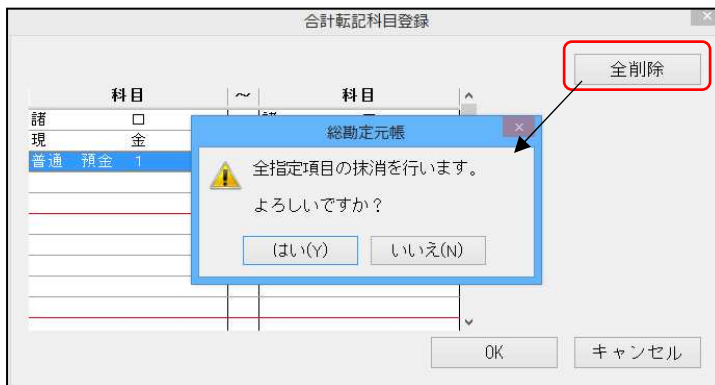 合計転記科目登録
全削除
科目 ～ 科目
諸 口
現 金
普通 預金 1
総勘定元帳
全指定項目の抹消を行います。
よろしいですか？
はい(Y) いいえ(N)
OK キャンセル